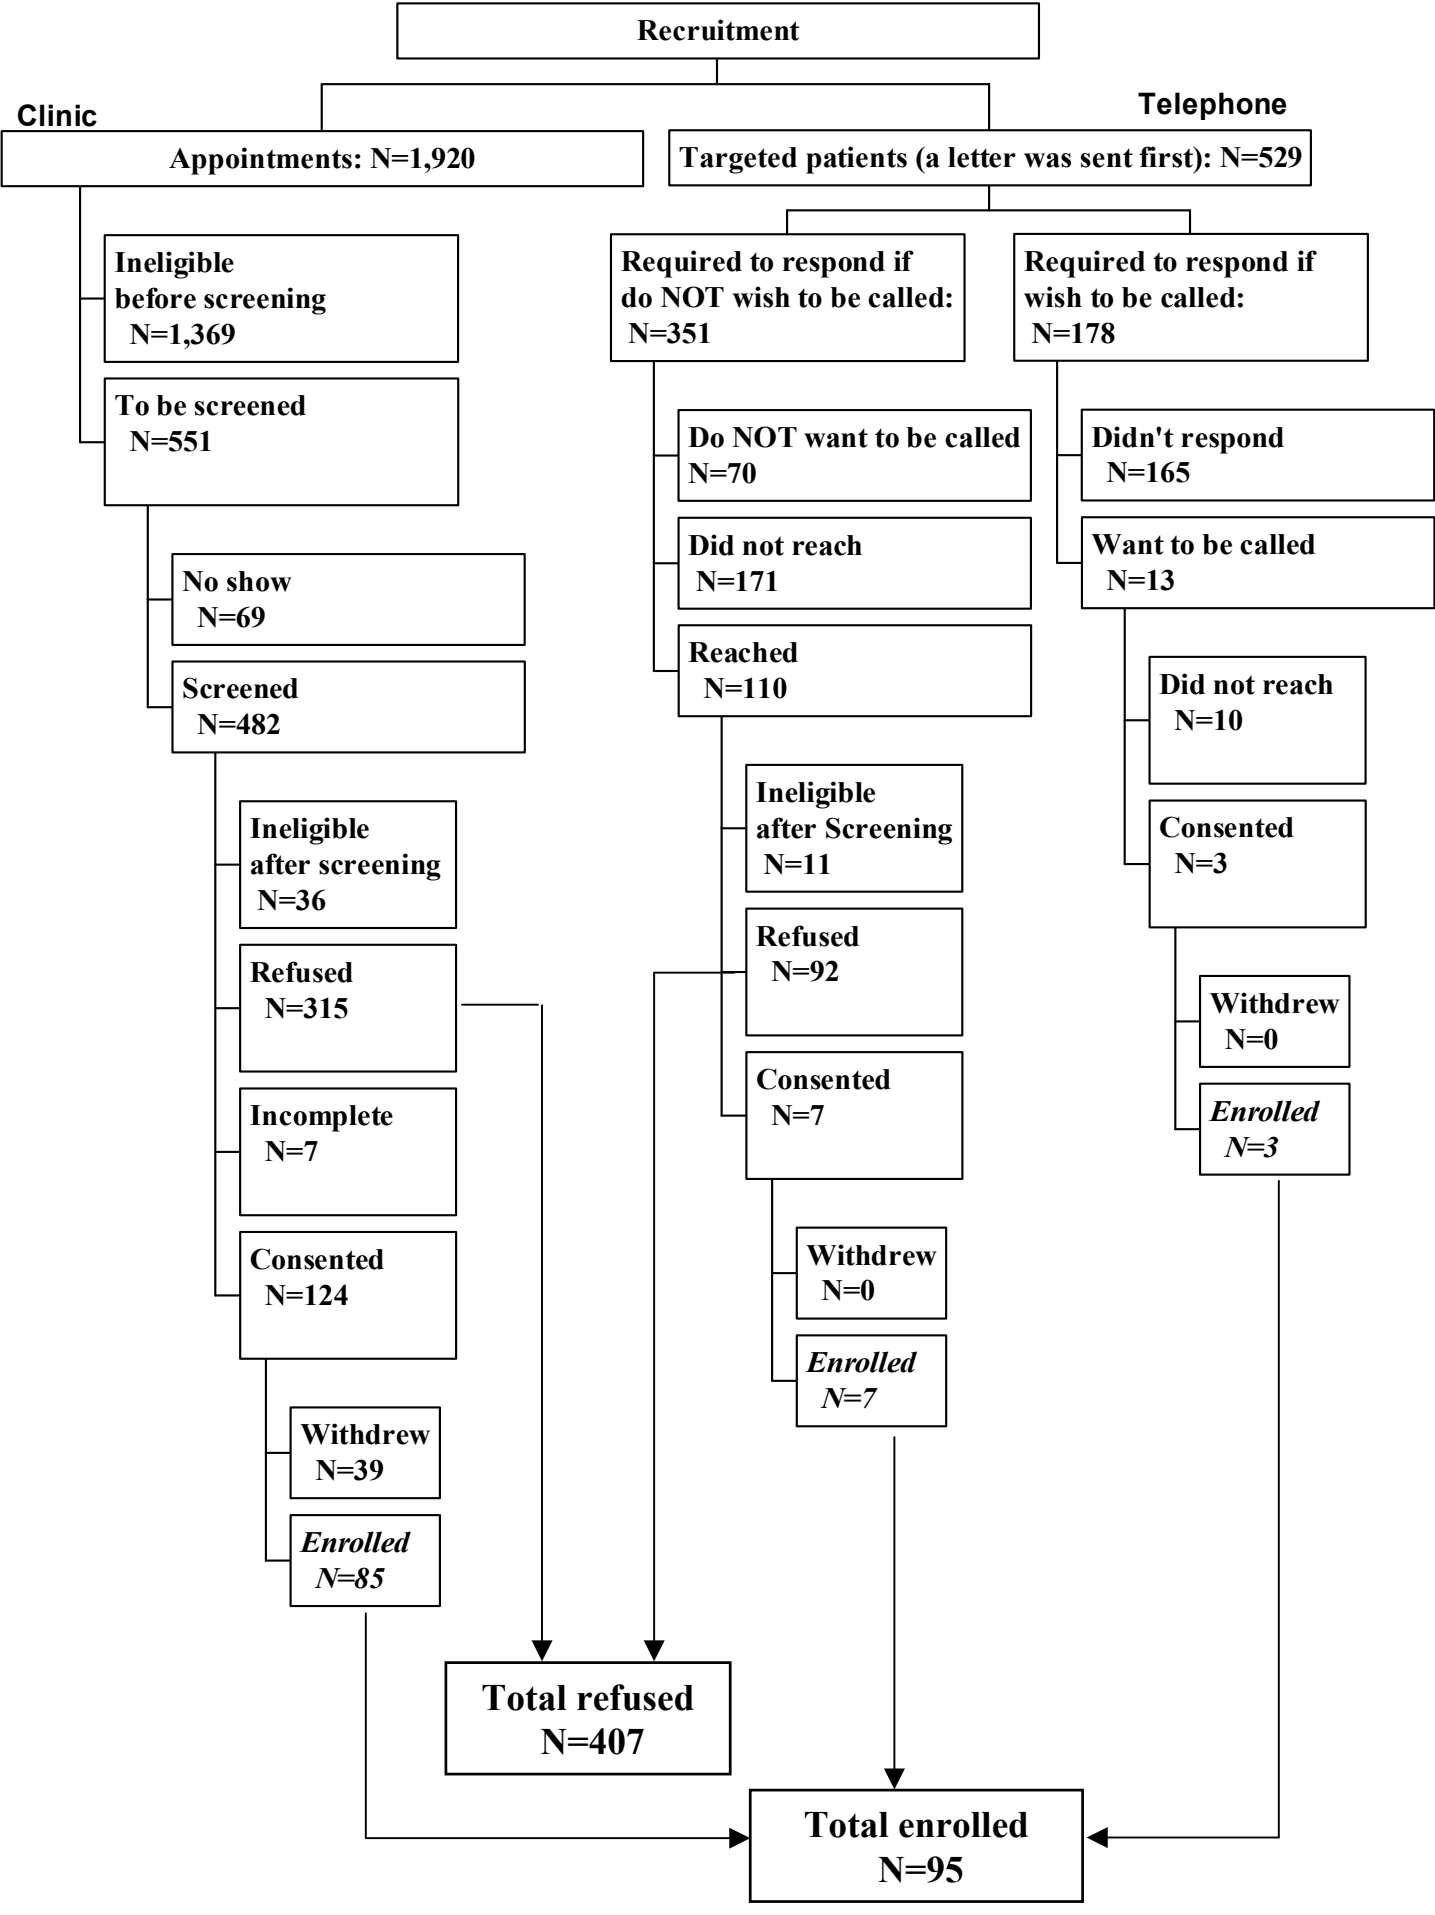 Recruitment
Clinic
Telephone
Appointments: N=1,920
Targeted patients (a letter was sent first): N=529
Ineligible
before screening
N=1,369
To be screened
N=551
No show
N=69
Screened
N=482
Ineligible
after screening
N=36
Refused
N=315
Incomplete
N=7
Consented
N=124
Withdrew
N=39
Enrolled
N=85
Required to respond if
do NOT wish to be called:
N=351
Do NOT want to be called
N=70
Did not reach
N=171
Reached
N=110
Ineligible
after Screening
N=11
Refused
N=92
Consented
N=7
Withdrew
N=0
Enrolled
N=7
Required to respond if
wish to be called:
N=178
Didn't respond
N=165
Want to be called
N=13
Did not reach
N=10
Consented
N=3
Withdrew
N=0
Enrolled
N=3
Total refused
N=407
Total enrolled
N=95